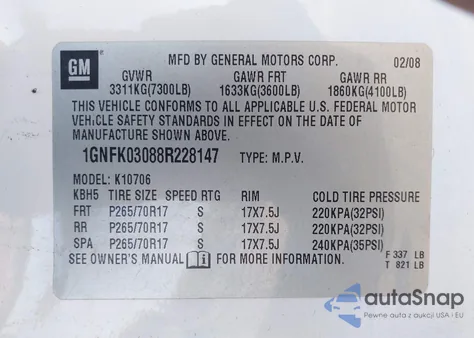 GM
MFD BY GENERAL MOTORS CORP. 02/08
GVWR GAWR FRT GAWR RR
3311KG(7300LB) 1633KG(3600LB) 1860KG(4100LB)
THIS VEHICLE CONFORMS TO ALL APPLICABLE U.S. FEDERAL MOTOR
VEHICLE SAFETY STANDARDS IN EFFECT ON THE DATE OF
MANUFACTURE SHOWN ABOVE.
1GNFK03088R228147 TYPE: M.P.V.
MODEL: K10706
KBH5 TIRE SIZE SPEED RTG RIM COLD TIRE PRESSURE
FRT P265/70R17 S 17X7.5J 220KPA(32PSI)
RR P265/70R17 S 17X7.5J 220KPA(32PSI)
SPA P265/70R17 S 17X7.5J 240KPA(35PSI)
SEE OWNER'S MANUAL i FOR MORE INFORMATION.
F 337 LB
T 821 LB
autoSnap
Pewne auta z aukcji USA i EU